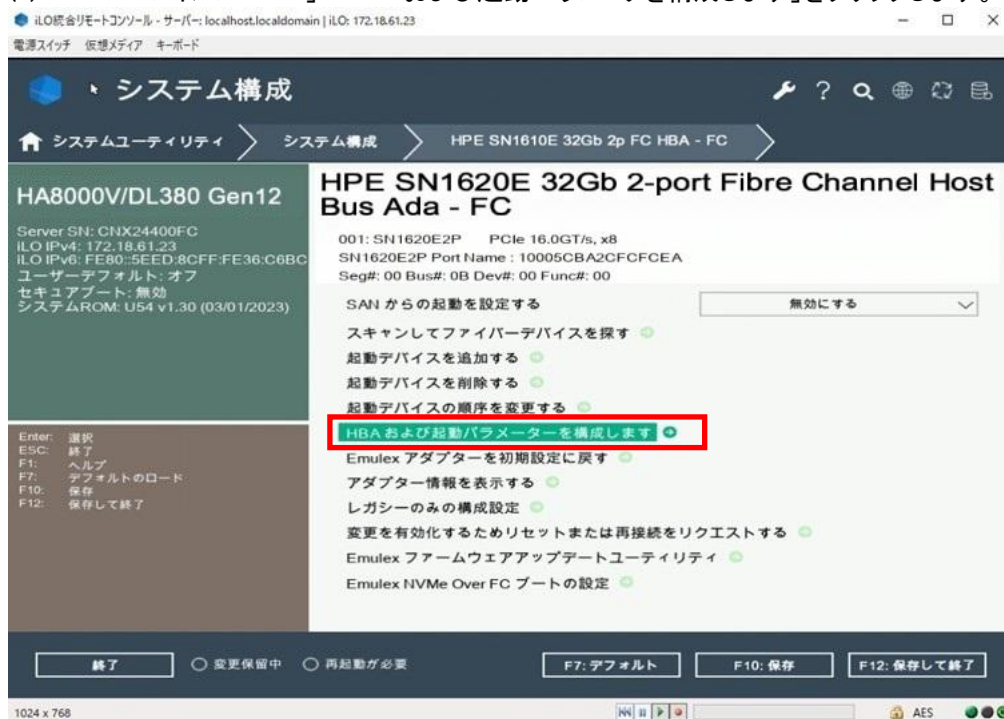 iLO統合リモートコンソール - サーバー: localhost.localdomain | iLO: 172.18.61.23
電源スイッチ 仮想メディア キーボード
システム構成
システムユーティリティ システム構成 HPE SN1610E 32Gb 2p FC HBA - FC
HA8000V/DL380 Gen12
Server SN: CNX24400FC
iLO IPv4: 172.18.61.23
iLO IPv6: FE80::5EED:8CFF:FE36:C6BC
ユーザーデフォルト: オフ
セキュアブート: 無効
システムROM: U54 v1.30 (03/01/2023)
Enter: 選択
ESC: 終了
F1: ヘルプ
F7: デフォルトのロード
F10: 保存
F12: 保存して終了
HPE SN1620E 32Gb 2-port Fibre Channel Host
Bus Ada - FC
001: SN1620E2P PCIe 16.0GT/s, x8
SN1620E2P Port Name : 10005CBA2CFCFCEA
Seg#: 00 Bus#: 0B Dev#: 00 Func#: 00
SAN からの起動を設定する 無効にする
スキャンしてファイバーデバイスを探す
起動デバイスを追加する
起動デバイスを削除する
起動デバイスの順序を変更する
HBA および起動パラメーターを構成します
Emulex アダプターを初期設定に戻す
アダプター情報を表示する
レガシーのみの構成設定
変更を有効化するためリセットまたは再接続をリクエストする
Emulex ファームウェアアップデートユーティリティ
Emulex NVMe Over FC ブートの設定
終了 変更保留中 再起動が必要 F7: デフォルト F10: 保存 F12: 保存して終了
1024 x 768 AES